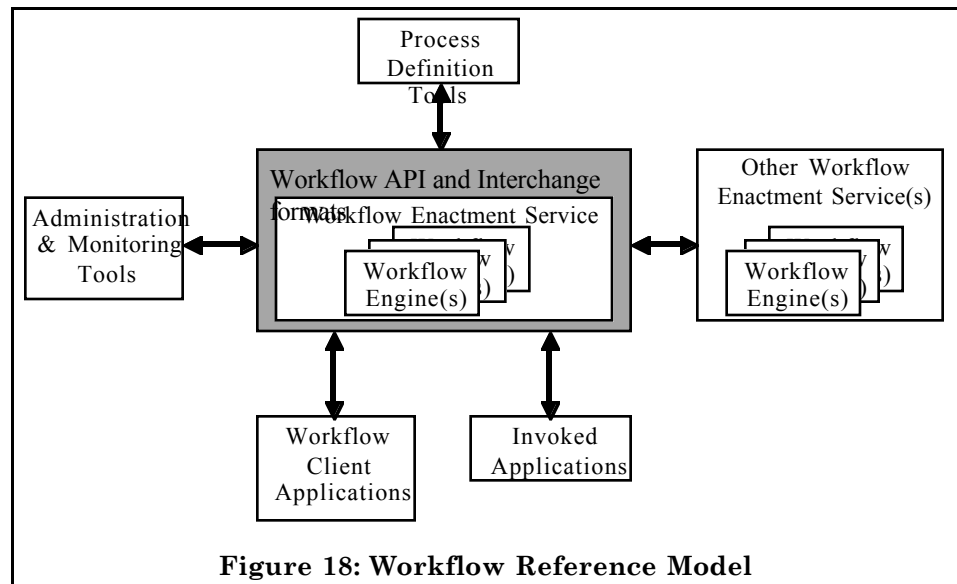 Process
Definition
Tools
Workflow API and Interchange
formats
Workflow Enactment Service
Workflow
Engine(s)
Administration
& Monitoring
Tools
Other Workflow
Enactment Service(s)
Workflow
Engine(s)
Workflow
Client
Applications
Invoked
Applications
Figure 18: Workflow Reference Model